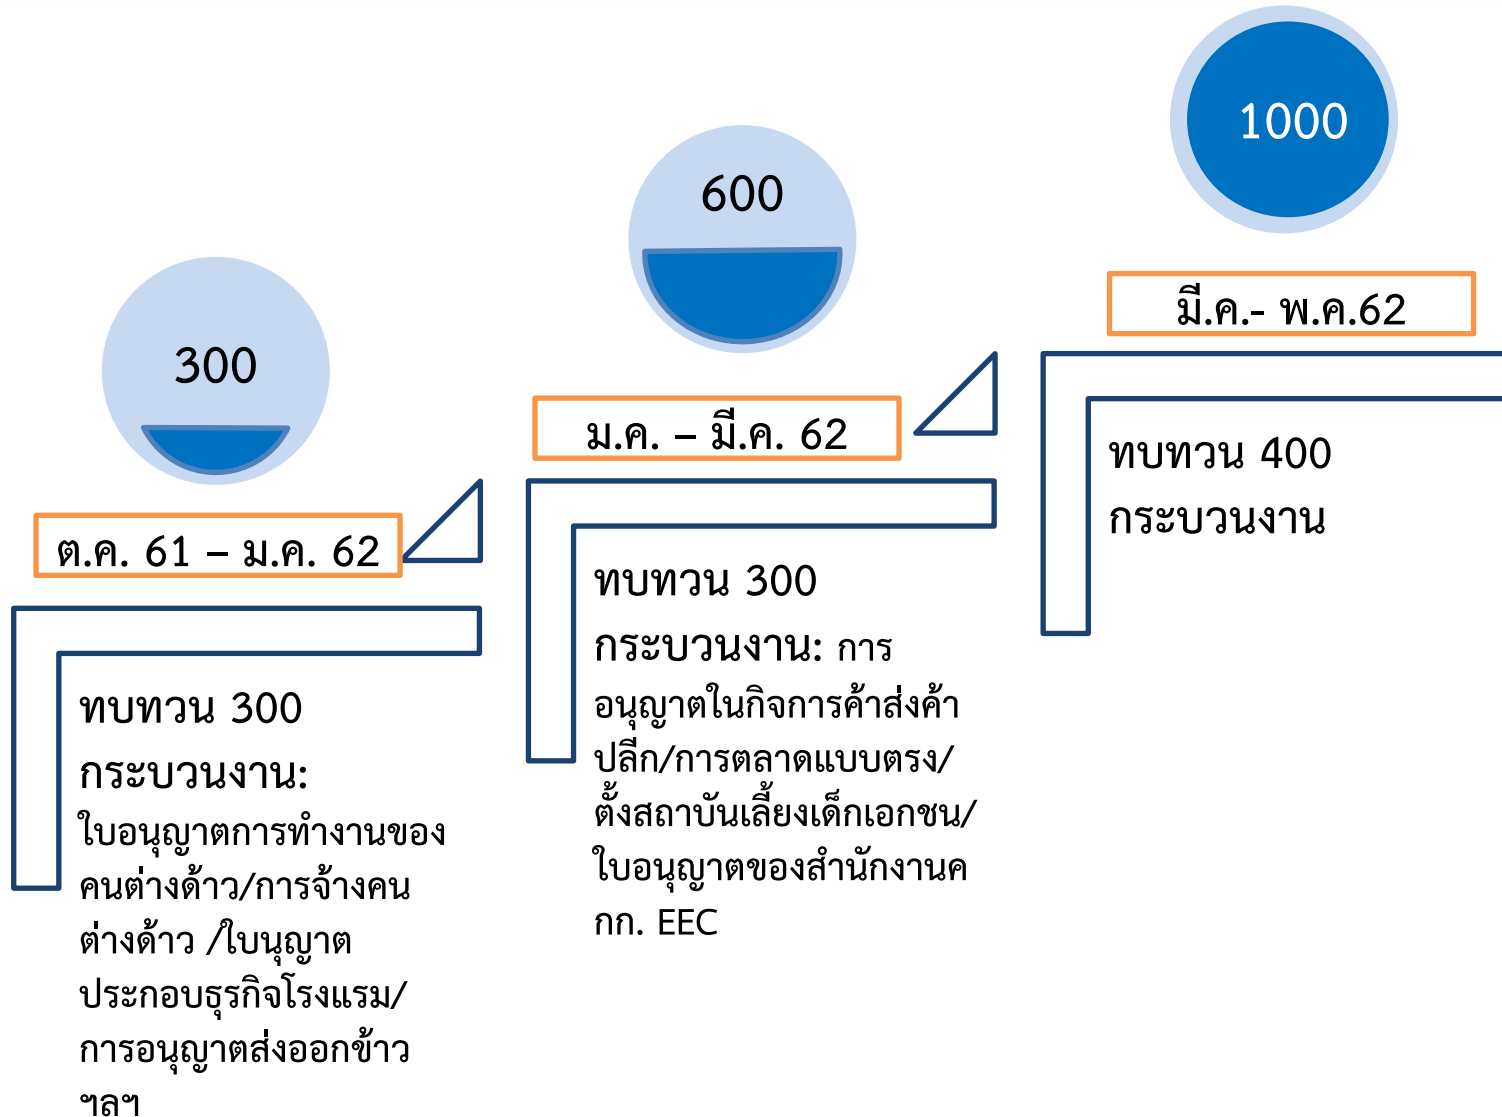 300
ต.ค. 61 – ม.ค. 62
ทบทวน 300
กระบวนงาน:
ใบอนุญาตการทำงานของ
คนต่างด้าว/การจ้างคน
ต่างด้าว /ใบนุญาต
ประกอบธุรกิจโรงแรม/
การอนุญาตส่งออกข้าว
ฯลฯ
600
ม.ค. – มี.ค. 62
ทบทวน 300
กระบวนงาน: การ
อนุญาตในกิจการค้าส่งค้า
ปลีก/การตลาดแบบตรง/
ตั้งสถาบันเลี้ยงเด็กเอกชน/
ใบอนุญาตของสำนักงานค
กก. EEC
1000
มี.ค.- พ.ค.62
ทบทวน 400
กระบวนงาน